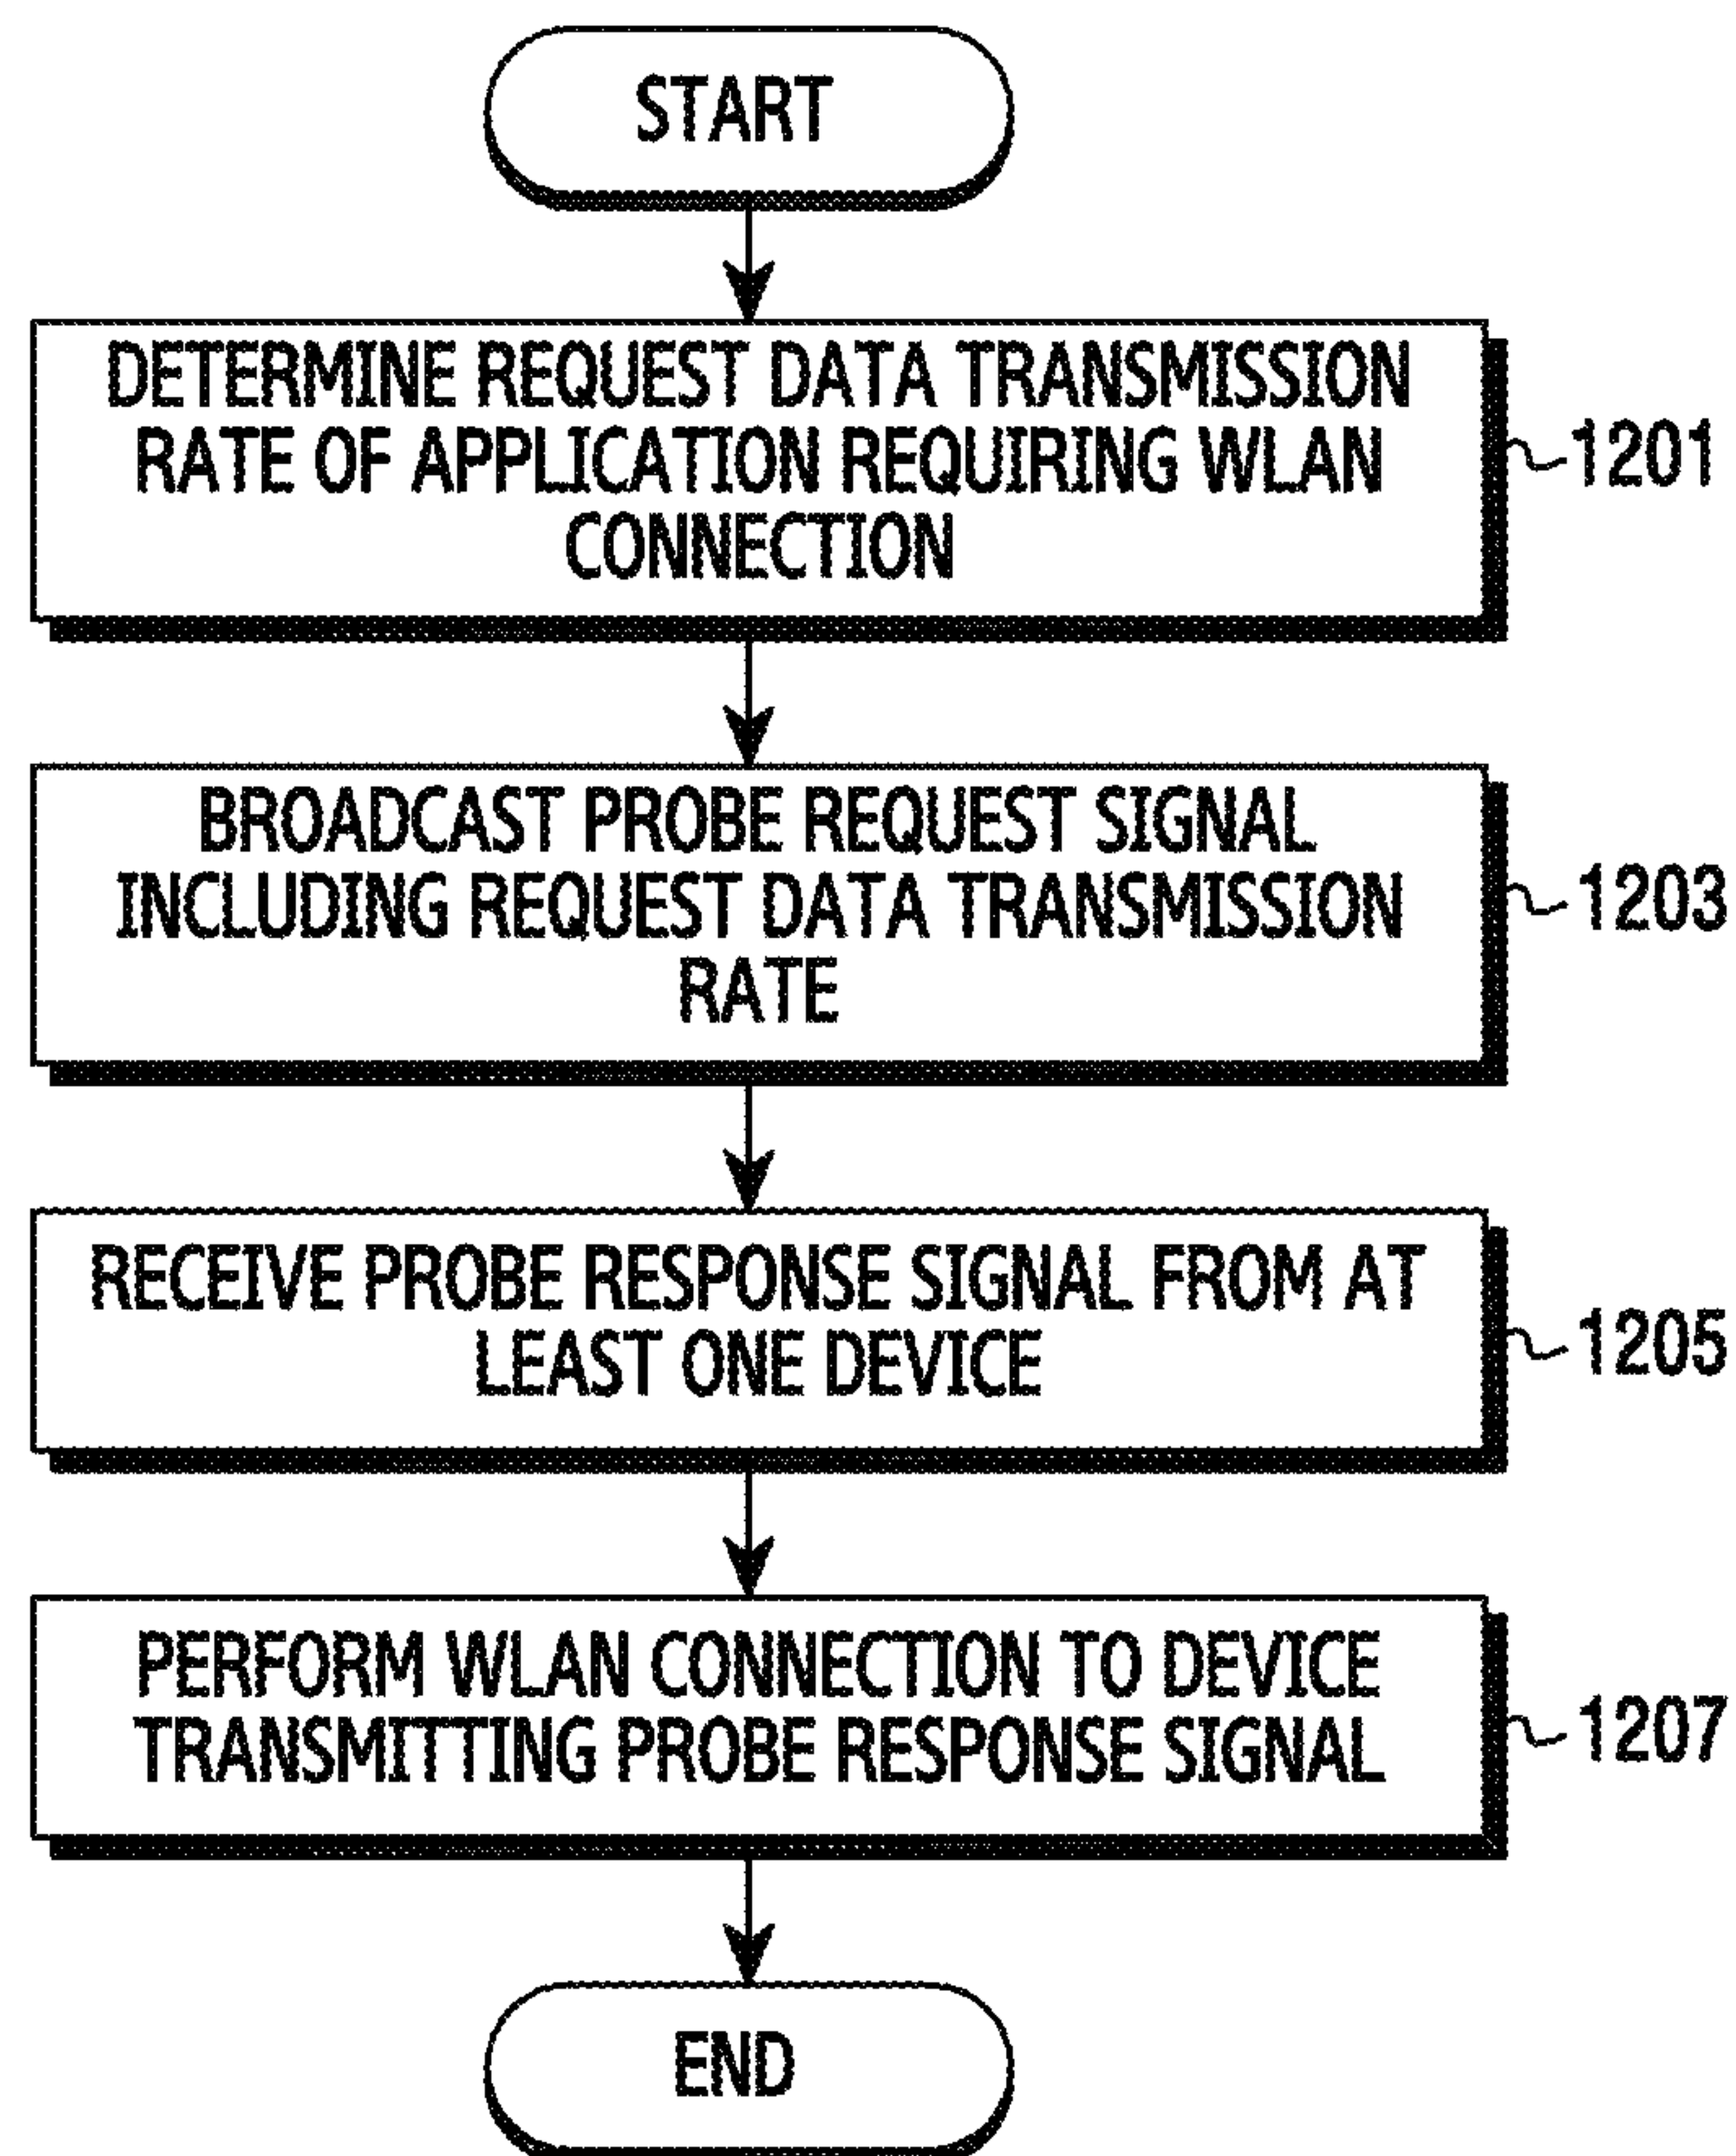 START
DETERMINE REQUEST DATA TRANSMISSION
RATE OF APPLICATION REQUIRING WLAN
CONNECTION
1201
BROADCAST PROBE REQUEST SIGNAL
INCLUDING REQUEST DATA TRANSMISSION
RATE
1203
RECEIVE PROBE RESPONSE SIGNAL FROM AT
LEAST ONE DEVICE
1205
PERFORM WLAN CONNECTION TO DEVICE
TRANSMITTING PROBE RESPONSE SIGNAL
1207
END